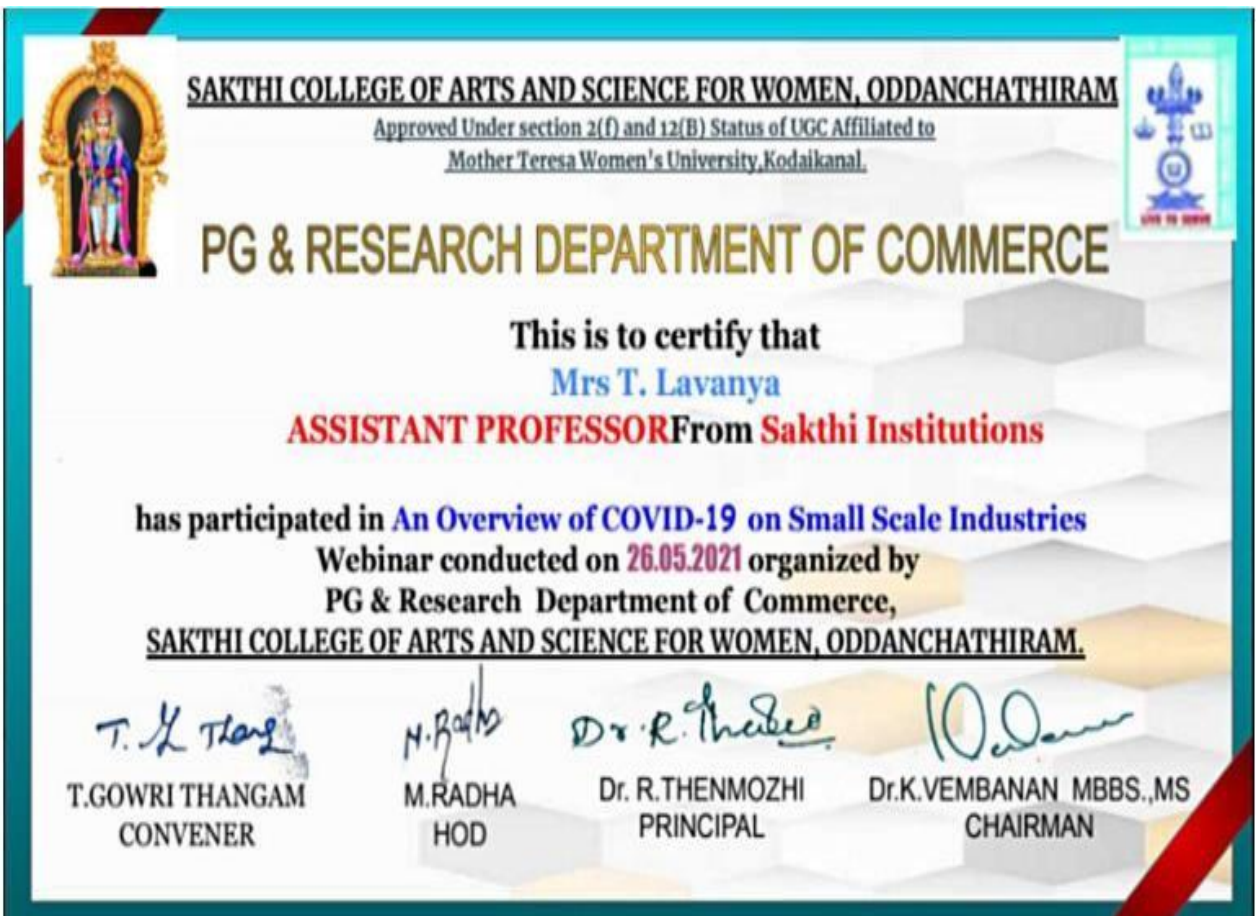 SAKTHI COLLEGE OF ARTS AND SCIENCE FOR WOMEN, ODDANCHATHIRAM
Approved Under section 2(f) and 12(B) Status of UGC Affiliated to
Mother Teresa Women's University,Kodaikanal.
LIVE TO SERVE
PG & RESEARCH DEPARTMENT OF COMMERCE
This is to certify that
Mrs T. Lavanya
ASSISTANT PROFESSORFrom Sakthi Institutions
has participated in An Overview of COVID-19 on Small Scale Industries
Webinar conducted on 26.05.2021 organized by
PG & Research Department of Commerce,
SAKTHI COLLEGE OF ARTS AND SCIENCE FOR WOMEN, ODDANCHATHIRAM.
T.GOWRI THANGAM M.RADHA Dr. R.THENMOZHI Dr.K.VEMBANAN MBBS.,MS
CONVENER HOD PRINCIPAL CHAIRMAN